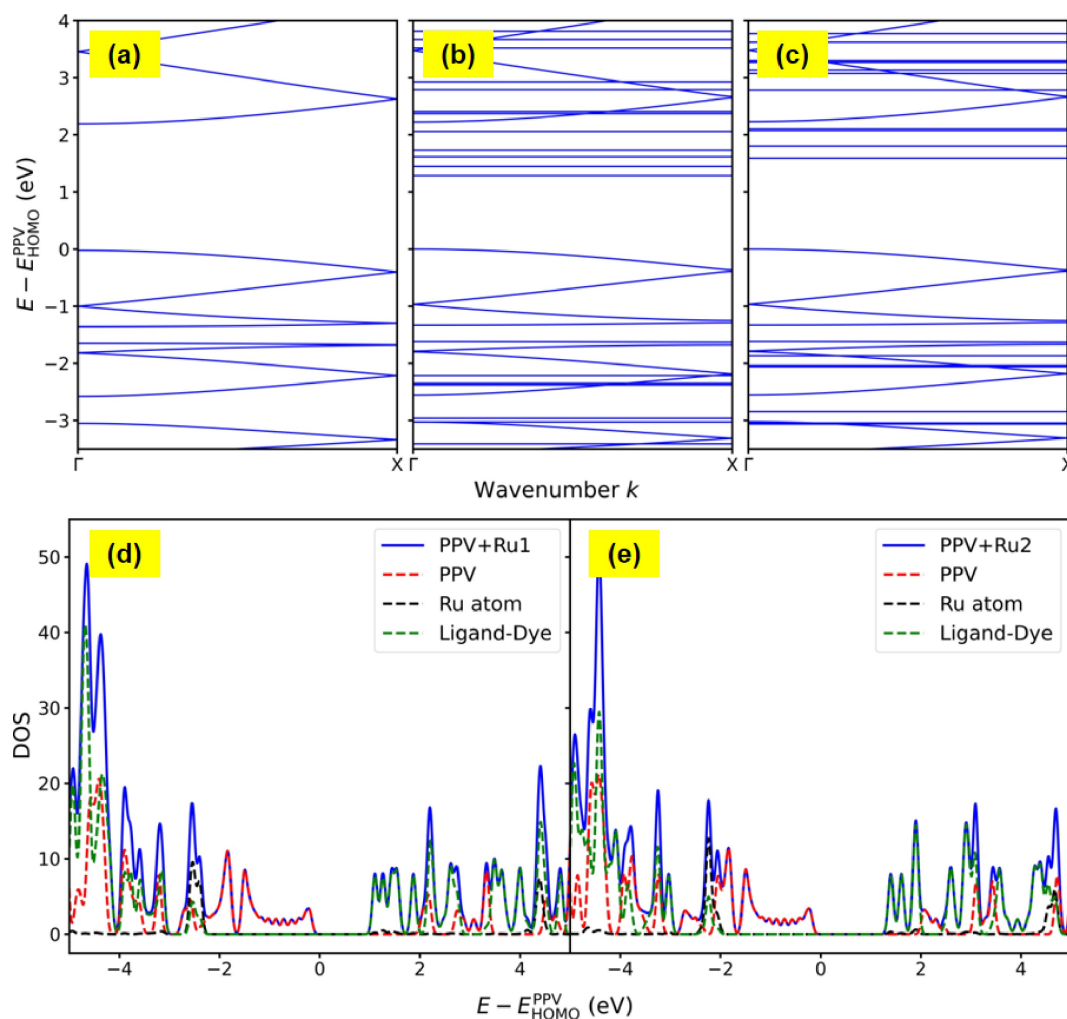 (a)
(b)
(c)
4
3
2
1
0
−1
−2
−3
E − E^PPV_HOMO (eV)
Γ X Γ X Γ X
Wavenumber k
(d)
PPV+Ru1
PPV
Ru atom
Ligand-Dye
(e)
PPV+Ru2
PPV
Ru atom
Ligand-Dye
50
40
30
20
10
0
DOS
−4 −2 0 2 4 −4 −2 0 2 4
E − E^PPV_HOMO (eV)